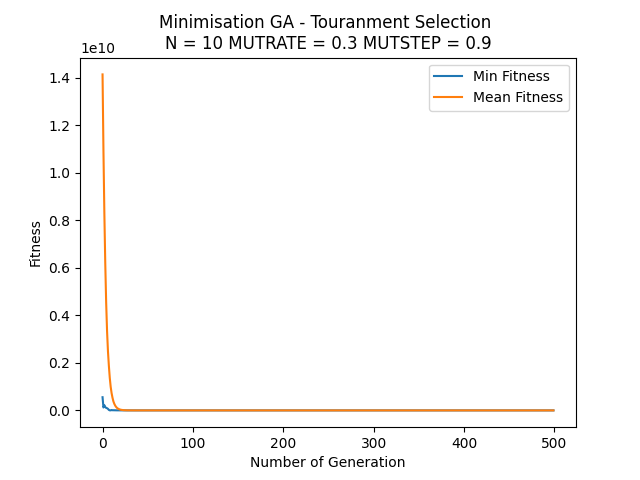 Minimisation GA - Touranment Selection
N = 10 MUTRATE = 0.3 MUTSTEP = 0.9
1e10
Min Fitness
Mean Fitness
1.4
1.2
1.0
0.8
0.6
0.4
0.2
0.0
Fitness
0 100 200 300 400 500
Number of Generation